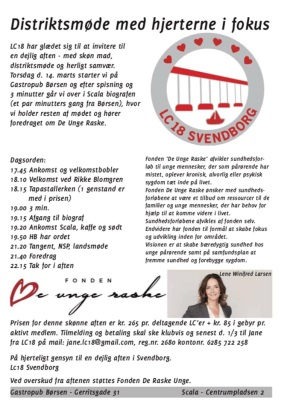 Distriktsmøde med hjerterne i fokus
LC18 har glædet sig til at invitere til
en dejlig aften - med skøn mad,
distriktsmøde og herligt samvær.
Torsdag d. 14. marts starter vi på
Gastropub Børsen og efter spisning og
3 minutter går vi over i Scala biografen
(et par minutters gang fra Børsen), hvor
vi holder resten af mødet og hører
foredraget om De Unge Raske.
LC 18 SVENDBORG
Dagsorden:
17.45 Ankomst og velkomstbobler
18.10 Velkomst ved Rikke Blomgren
18.15 Tapastallerken (1 genstand er
med i prisen)
19.00 3 min.
19.15 Afgang til biograf
19.20 Ankomst Scala, kaffe og sødt
19.50 HB har ordet
21.20 Tangent, NSP, landsmøde
21.40 Foredrag
22.15 Tak for i aften
Fonden 'De Unge Raske' afvikler sundhedsfor-
løb til unge mennesker, der som pårørende har
mistet, oplever kronisk, alvorlig eller psykisk
sygdom tæt inde på livet.
Fonden De Unge Raske ønsker med sundheds-
forløbene at være et tilbud om ressourcer til de
familier og unge mennesker, der har behov for
hjælp til at komme videre i livet.
Sundhedsforløbene afvikles af fonden selv.
Endvidere har fonden til formål at skabe fokus
og udvikling inden for området.
Visionen er at skabe bæredygtig sundhed hos
unge pårørende samt på samfundsplan at
fremme sundhed og forebygge sygdom.
FONDEN
De unge raske
Lene Winfred Larsen
Prisen for denne skønne aften er kr. 265 pr. deltagende LC'er + kr. 85 i gebyr pr.
aktivt medlem. Tilmelding og betaling skal ske klubvis og senest d. 1/3 til Jane
fra LC18 på mail: jane.lc18@gmail.com, reg.nr. 2680 kontonr. 6285 722 258
På hjerteligt gensyn til en dejlig aften i Svendborg.
LC18 Svendborg
Ved overskud fra aftenen støttes Fonden De Raske Unge.
Gastropub Børsen - Gerritsgade 31
Scala - Centrumpladsen 2